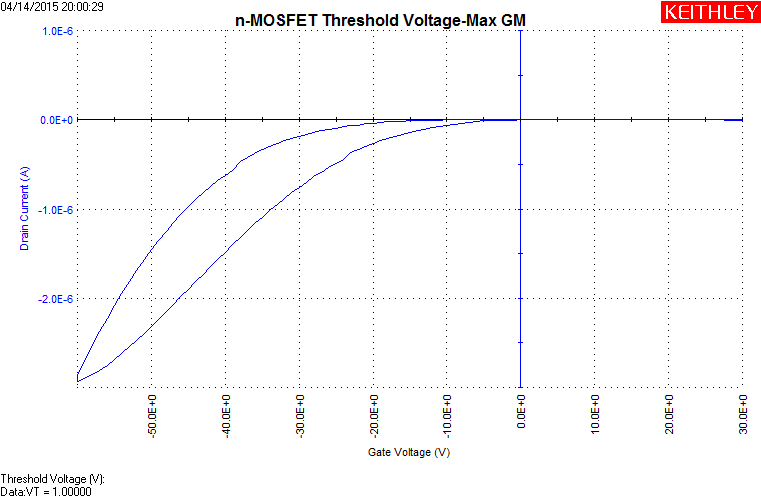 04/14/2015 20:00:29
n-MOSFET Threshold Voltage-Max GM
KEITHLEY
1.0E-6
0.0E+0
-1.0E-6
-2.0E-6
Drain Current (A)
-50.0E+0
-40.0E+0
-30.0E+0
-20.0E+0
-10.0E+0
0.0E+0
10.0E+0
20.0E+0
30.0E+0
Gate Voltage (V)
Threshold Voltage (V):
Data:VT = 1.00000